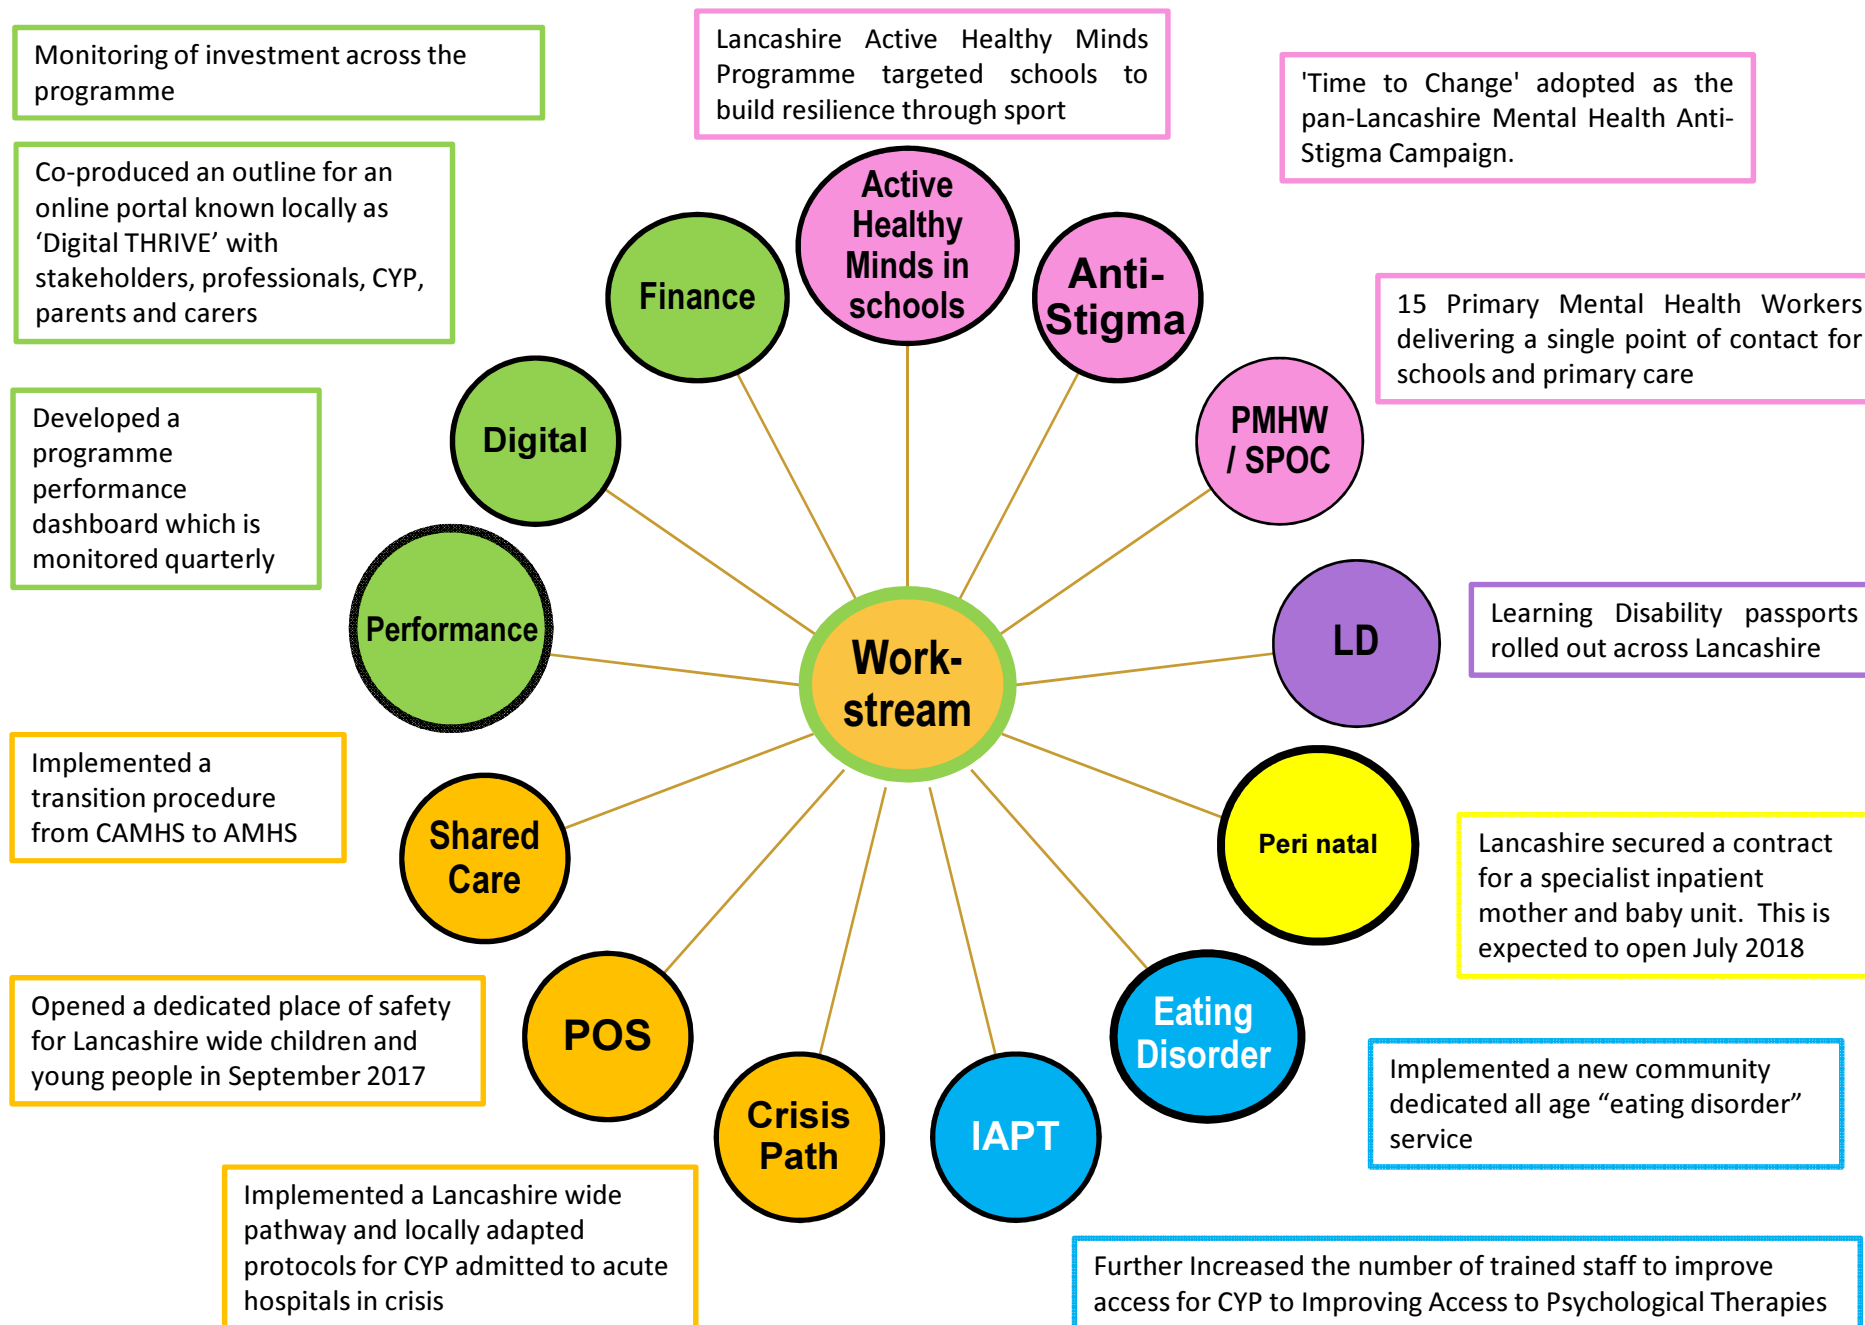 Monitoring of investment across the
programme
Lancashire Active Healthy Minds
Programme targeted schools to
build resilience through sport
'Time to Change' adopted as the
pan-Lancashire Mental Health Anti-
Stigma Campaign.
Co-produced an outline for an
online portal known locally as
‘Digital THRIVE’ with
stakeholders, professionals, CYP,
parents and carers
Active
Healthy
Minds in
schools
Finance
Anti-
Stigma
15 Primary Mental Health Workers
delivering a single point of contact for
schools and primary care
Developed a
programme
performance
dashboard which is
monitored quarterly
Digital
PMHW
/ SPOC
Performance
Work-
stream
LD
Learning Disability passports
rolled out across Lancashire
Implemented a
transition procedure
from CAMHS to AMHS
Shared
Care
Peri natal
Lancashire secured a contract
for a specialist inpatient
mother and baby unit. This is
expected to open July 2018
Opened a dedicated place of safety
for Lancashire wide children and
young people in September 2017
POS
Eating
Disorder
Implemented a new community
dedicated all age “eating disorder”
service
Crisis
Path
IAPT
Implemented a Lancashire wide
pathway and locally adapted
protocols for CYP admitted to acute
hospitals in crisis
Further Increased the number of trained staff to improve
access for CYP to Improving Access to Psychological Therapies